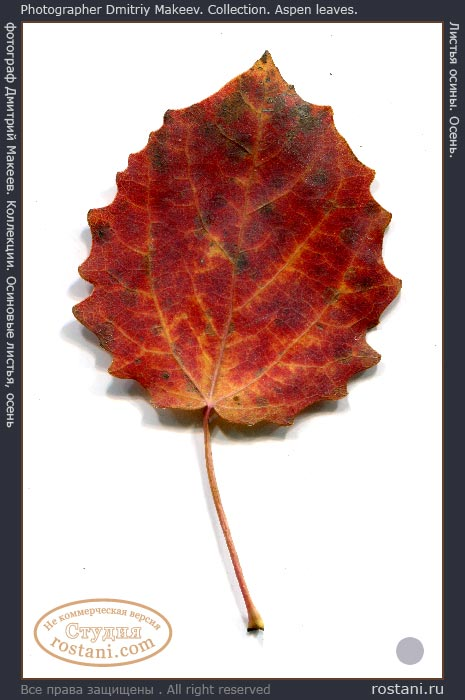 Photographer Dmitriy Makeev. Collection. Aspen leaves.
фотограф Дмитрий Макеев. Коллекции. Осиновые листья, осень
Листья осины. Осень.
Не коммерческая версия
Студия
rostani.com
Все права защищены . All right reserved
rostani.ru